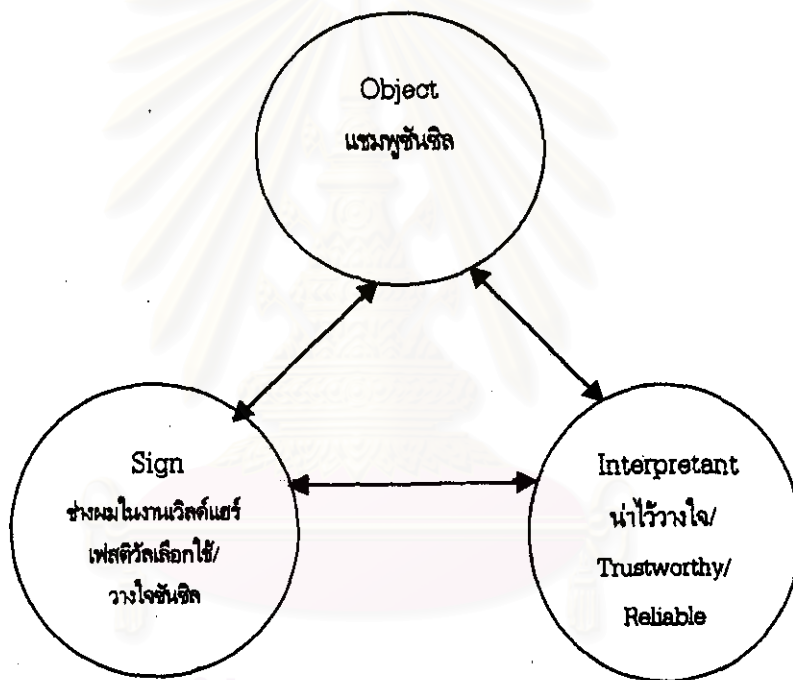 Object
แชมพูซันซิล
Sign
ช่างผมในงานเวิลด์แฮร์
เฟสติวัลเลือกใช้/
วางใจซันซิล
Interpretant
น่าไว้วางใจ/
Trustworthy/
Reliable